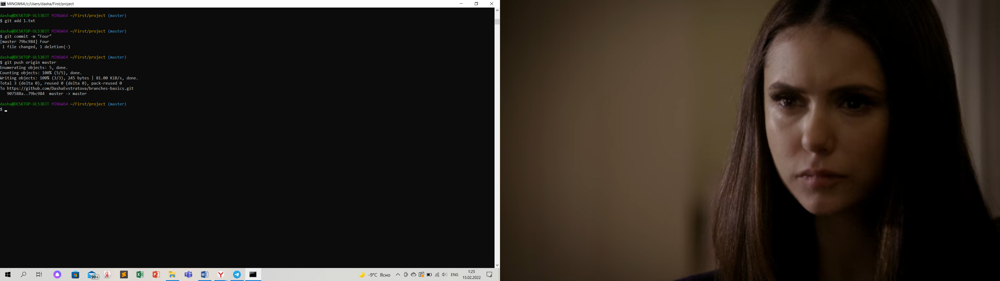 MINGW64:/c/Users/dasha/First/project
dasha@DESKTOP-UL53BJT MINGW64 ~/First/project (master)
$ git add 1.txt
dasha@DESKTOP-UL53BJT MINGW64 ~/First/project (master)
$ git commit -m "Four"
[master 79bc984] Four
1 file changed, 1 deletion(-)
dasha@DESKTOP-UL53BJT MINGW64 ~/First/project (master)
$ git push origin master
Enumerating objects: 5, done.
Counting objects: 100% (5/5), done.
Writing objects: 100% (3/3), 245 bytes | 81.00 KiB/s, done.
Total 3 (delta 0), reused 0 (delta 0), pack-reused 0
To https://github.com/DashaEvstratova/branches-basics.git
907588a..79bc984  master -> master
dasha@DESKTOP-UL53BJT MINGW64 ~/First/project (master)
$
99+
-9°C Ясно
ENG
1:25
15.02.2022